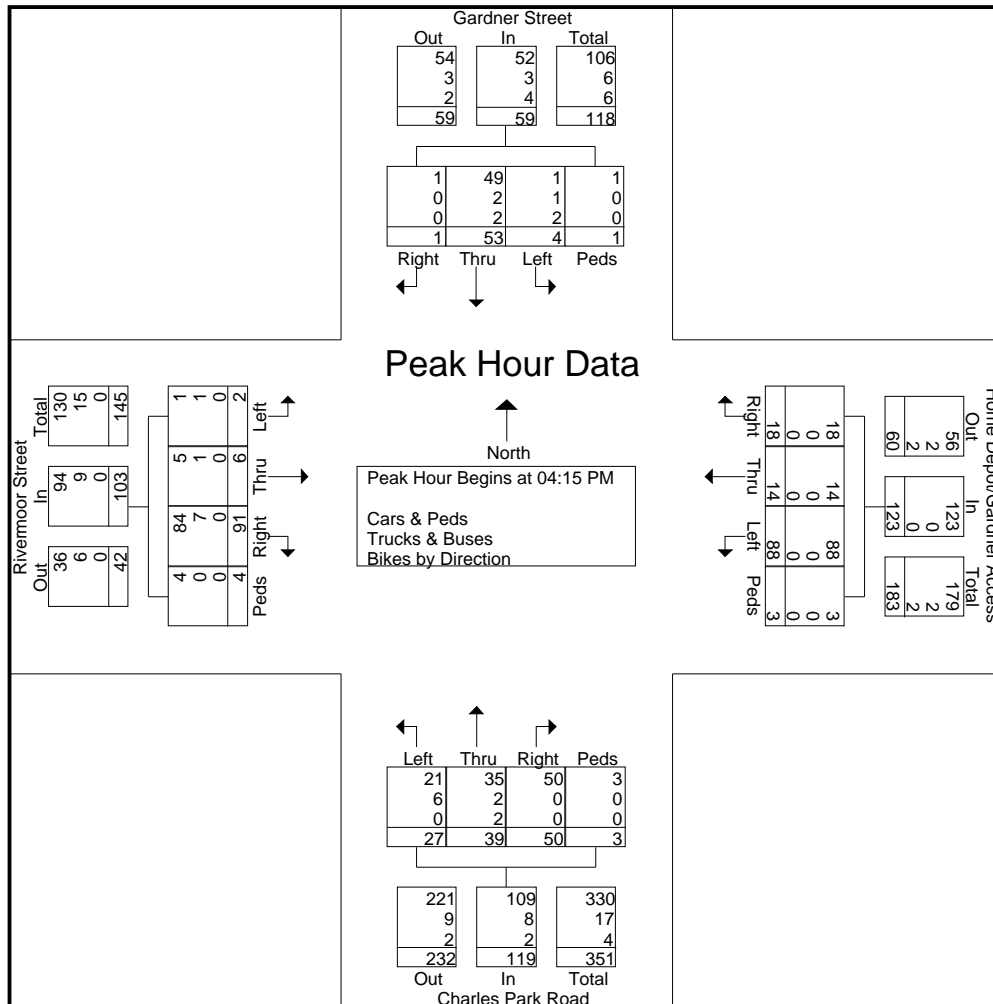 Gardner Street
Out In Total
54 52 106
3 3 6
2 4 6
59 59 118
1 49 1 1
0 2 1 0
0 2 2 0
1 53 4 1
Right Thru Left Peds
Peak Hour Data
North
Peak Hour Begins at 04:15 PM
Cars & Peds
Trucks & Buses
Bikes by Direction
Rivermoor Street
Total In Out
130 94 36
15 9 6
0 0 0
145 103 42
1 5 84 4
1 1 7 0
0 0 0 0
2 6 91 4
Left Thru Right Peds
Home Depot/Gardner Access
Out In Total
56 123 179
2 0 2
2 0 2
60 123 183
18 14 88 3
0 0 0 0
0 0 0 0
18 14 88 3
Right Thru Left Peds
Left Thru Right Peds
21 35 50 3
6 2 0 0
0 2 0 0
27 39 50 3
221 109 330
9 8 17
2 2 4
232 119 351
Out In Total
Charles Park Road